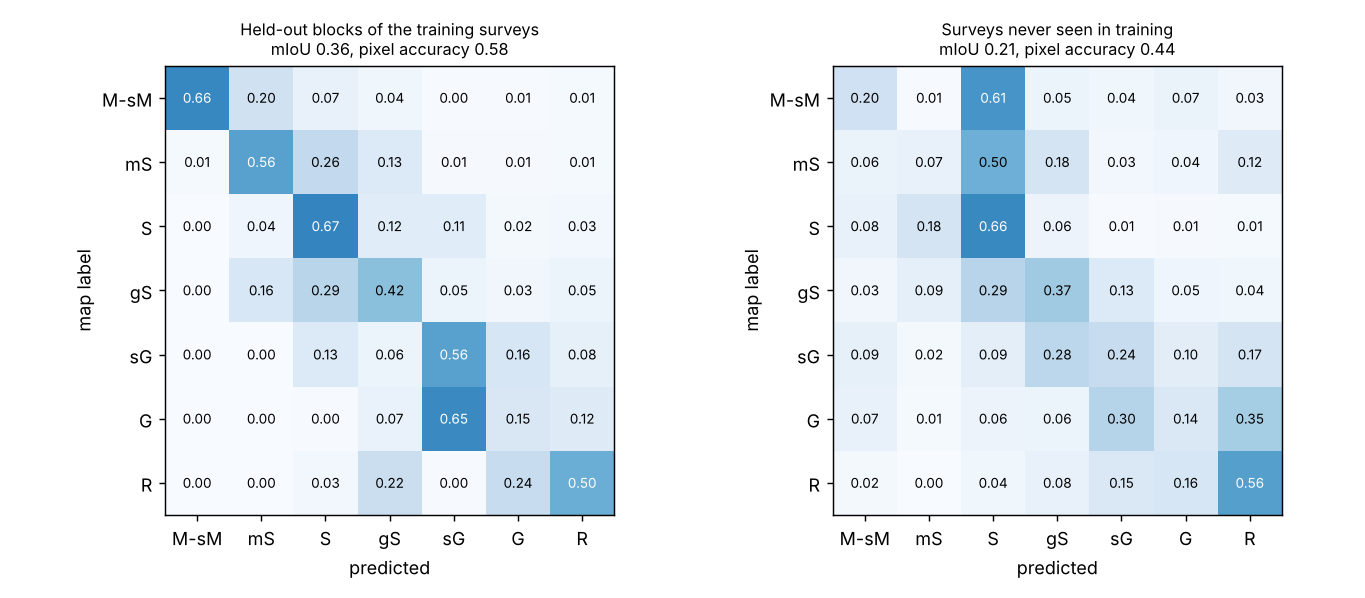 Held-out blocks of the training surveys
mIoU 0.36, pixel accuracy 0.58
map label
M-sM 0.66 0.20 0.07 0.04 0.00 0.01 0.01
mS 0.01 0.56 0.26 0.13 0.01 0.01 0.01
S 0.00 0.04 0.67 0.12 0.11 0.02 0.03
gS 0.00 0.16 0.29 0.42 0.05 0.03 0.05
sG 0.00 0.00 0.13 0.06 0.56 0.16 0.08
G 0.00 0.00 0.00 0.07 0.65 0.15 0.12
R 0.00 0.00 0.03 0.22 0.00 0.24 0.50
M-sM mS S gS sG G R
predicted
Surveys never seen in training
mIoU 0.21, pixel accuracy 0.44
map label
M-sM 0.20 0.01 0.61 0.05 0.04 0.07 0.03
mS 0.06 0.07 0.50 0.18 0.03 0.04 0.12
S 0.08 0.18 0.66 0.06 0.01 0.01 0.01
gS 0.03 0.09 0.29 0.37 0.13 0.05 0.04
sG 0.09 0.02 0.09 0.28 0.24 0.10 0.17
G 0.07 0.01 0.06 0.06 0.30 0.14 0.35
R 0.02 0.00 0.04 0.08 0.15 0.16 0.56
M-sM mS S gS sG G R
predicted